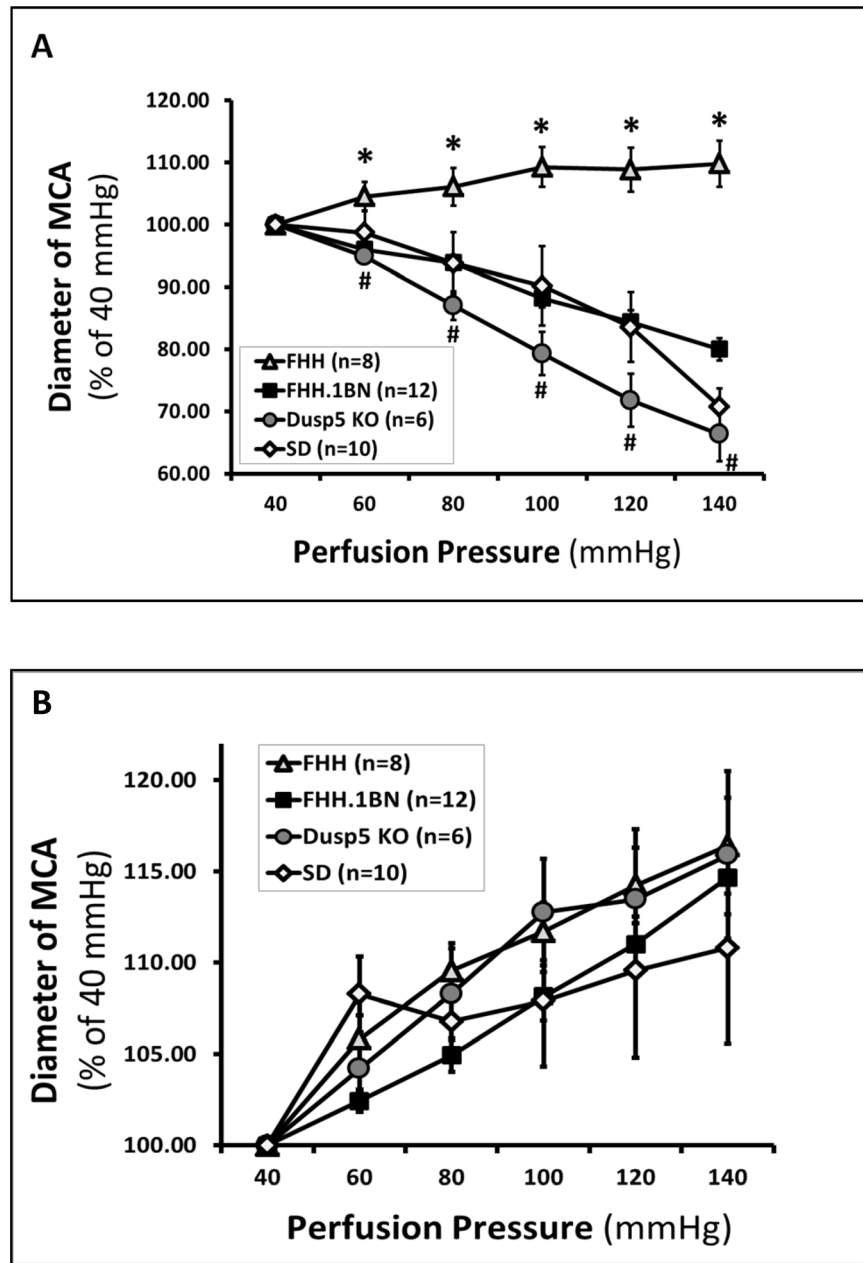 A
120.00
110.00
100.00
90.00
80.00
70.00
60.00
Diameter of MCA
(% of 40 mmHg)
* * * * *
# # # # #
FHH (n=8)
FHH.1BN (n=12)
Dusp5 KO (n=6)
SD (n=10)
40 60 80 100 120 140
Perfusion Pressure (mmHg)
B
120.00
115.00
110.00
105.00
100.00
Diameter of MCA
(% of 40 mmHg)
FHH (n=8)
FHH.1BN (n=12)
Dusp5 KO (n=6)
SD (n=10)
40 60 80 100 120 140
Perfusion Pressure (mmHg)